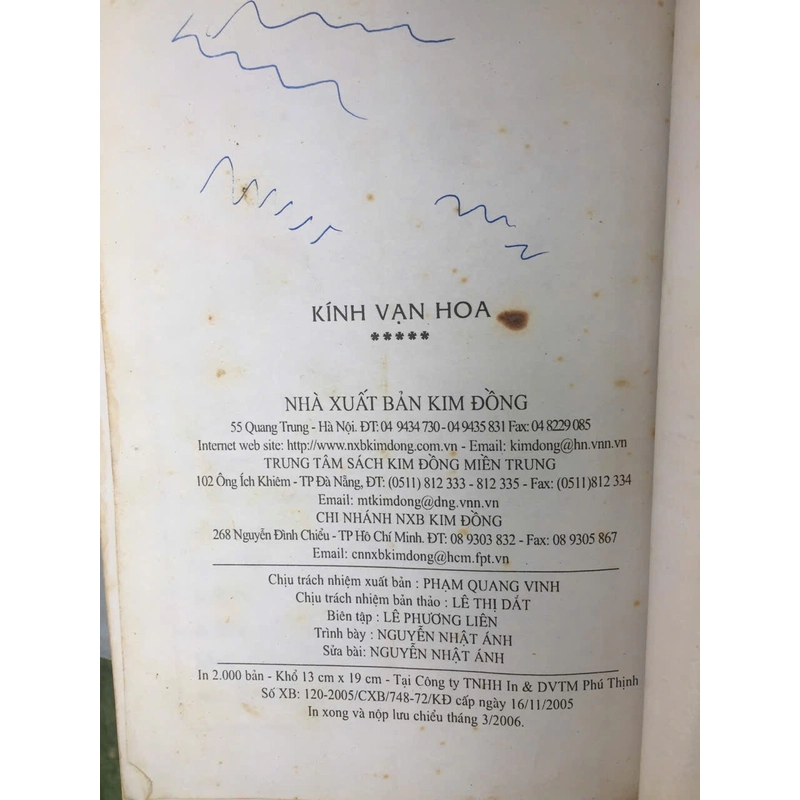 KÍNH VẠN HOA
*****
NHÀ XUẤT BẢN KIM ĐỒNG
55 Quang Trung - Hà Nội. ĐT: 04 9434 730 - 04 9435 831 Fax: 04 8229 085
Internet web site: http://www.nxbkimdong.com.vn - Email: kimdong@hn.vnn.vn
TRUNG TÂM SÁCH KIM ĐỒNG MIỀN TRUNG
102 Ông Ích Khiêm - TP Đà Nẵng, ĐT: (0511) 812 333 - 812 335 - Fax: (0511)812 334
Email: mtkimdong@dng.vnn.vn
CHI NHÁNH NXB KIM ĐỒNG
268 Nguyễn Đình Chiểu - TP Hồ Chí Minh. ĐT: 08 9303 832 - Fax: 08 9305 867
Email: cnnxbkimdong@hcm.fpt.vn
Chịu trách nhiệm xuất bản : PHẠM QUANG VINH
Chịu trách nhiệm bản thảo : LÊ THỊ DẮT
Biên tập : LÊ PHƯƠNG LIÊN
Trình bày : NGUYỄN NHẬT ÁNH
Sửa bài: NGUYỄN NHẬT ÁNH
In 2.000 bản - Khổ 13 cm x 19 cm - Tại Công ty TNHH In & DVTM Phú Thịnh
Số XB: 120-2005/CXB/748-72/KĐ cấp ngày 16/11/2005
In xong và nộp lưu chiểu tháng 3/2006.